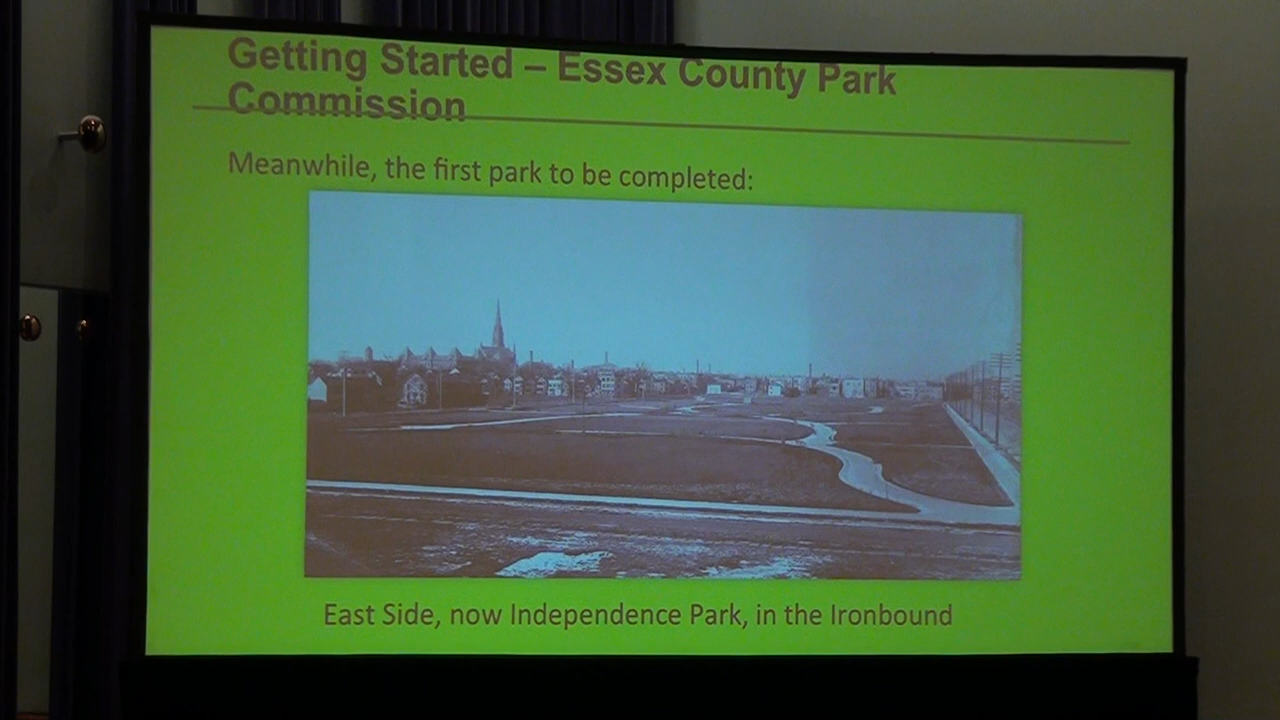 Getting Started – Essex County Park
Commission
Meanwhile, the first park to be completed:
East Side, now Independence Park, in the Ironbound